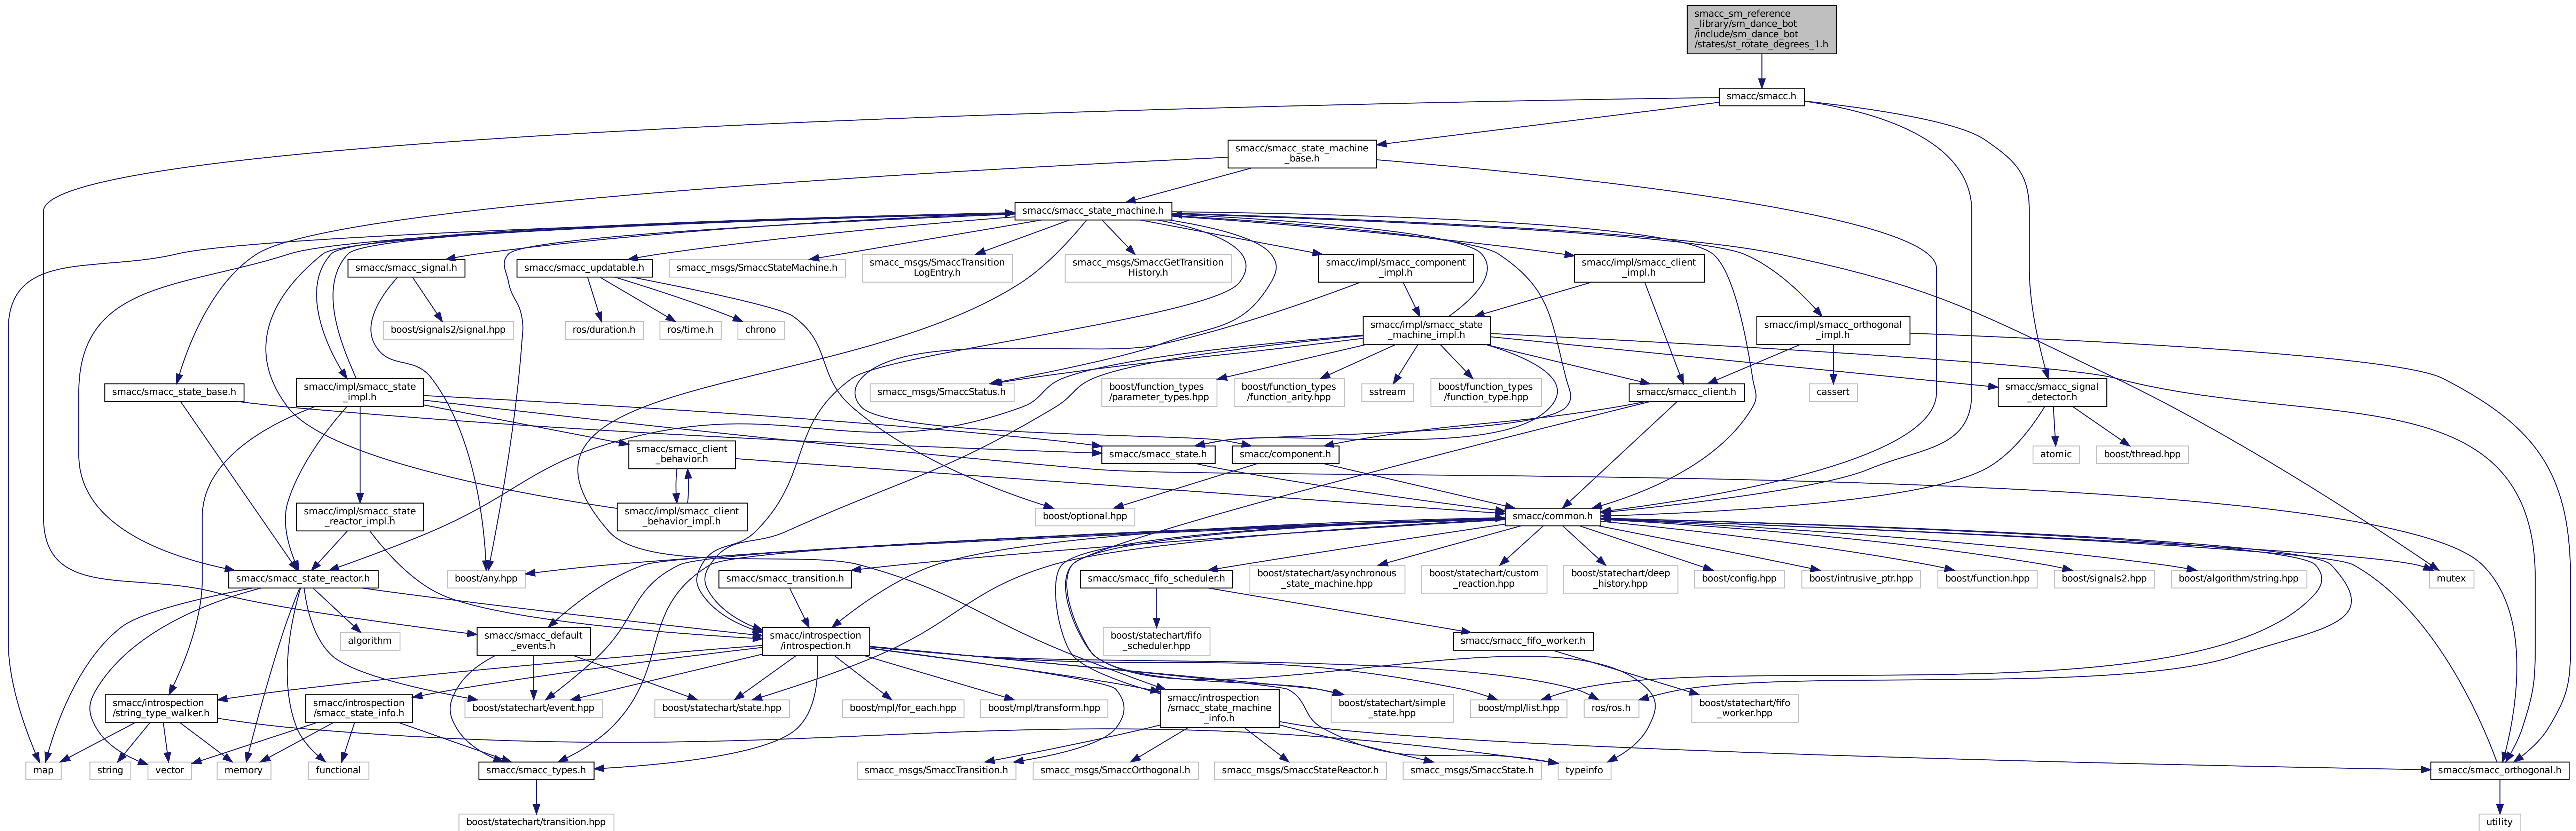 smacc_sm_reference
_library/sm_dance_bot
/include/sm_dance_bot
/states/st_rotate_degrees_1.h
smacc/smacc.h
smacc/smacc_state_machine
_base.h
smacc/smacc_state_machine.h
smacc/smacc_signal.h
smacc/smacc_updatable.h
smacc_msgs/SmaccStateMachine.h
smacc_msgs/SmaccTransition
LogEntry.h
smacc_msgs/SmaccGetTransition
History.h
smacc/impl/smacc_component
_impl.h
smacc/impl/smacc_client
_impl.h
boost/signals2/signal.hpp
ros/duration.h
ros/time.h
chrono
smacc/impl/smacc_state
_machine_impl.h
smacc/impl/smacc_orthogonal
_impl.h
smacc/smacc_state_base.h
smacc/impl/smacc_state
_impl.h
smacc_msgs/SmaccStatus.h
boost/function_types
/parameter_types.hpp
boost/function_types
/function_arity.hpp
sstream
boost/function_types
/function_type.hpp
smacc/smacc_client.h
cassert
smacc/smacc_signal
_detector.h
smacc/smacc_client
_behavior.h
smacc/smacc_state.h
smacc/component.h
atomic
boost/thread.hpp
smacc/impl/smacc_state
_reactor_impl.h
smacc/impl/smacc_client
_behavior_impl.h
boost/optional.hpp
smacc/common.h
smacc/smacc_state_reactor.h
boost/any.hpp
smacc/smacc_transition.h
smacc/smacc_fifo_scheduler.h
boost/statechart/asynchronous
_state_machine.hpp
boost/statechart/custom
_reaction.hpp
boost/statechart/deep
_history.hpp
boost/config.hpp
boost/intrusive_ptr.hpp
boost/function.hpp
boost/signals2.hpp
boost/algorithm/string.hpp
mutex
algorithm
smacc/smacc_default
_events.h
smacc/introspection
/introspection.h
boost/statechart/fifo
_scheduler.hpp
smacc/smacc_fifo_worker.h
smacc/introspection
/string_type_walker.h
smacc/introspection
/smacc_state_info.h
boost/statechart/event.hpp
boost/statechart/state.hpp
boost/mpl/for_each.hpp
boost/mpl/transform.hpp
smacc/introspection
/smacc_state_machine
_info.h
boost/statechart/simple
_state.hpp
boost/mpl/list.hpp
ros/ros.h
boost/statechart/fifo
_worker.hpp
map
string
vector
memory
functional
smacc/smacc_types.h
smacc_msgs/SmaccTransition.h
smacc_msgs/SmaccOrthogonal.h
smacc_msgs/SmaccStateReactor.h
smacc_msgs/SmaccState.h
typeinfo
smacc/smacc_orthogonal.h
boost/statechart/transition.hpp
utility